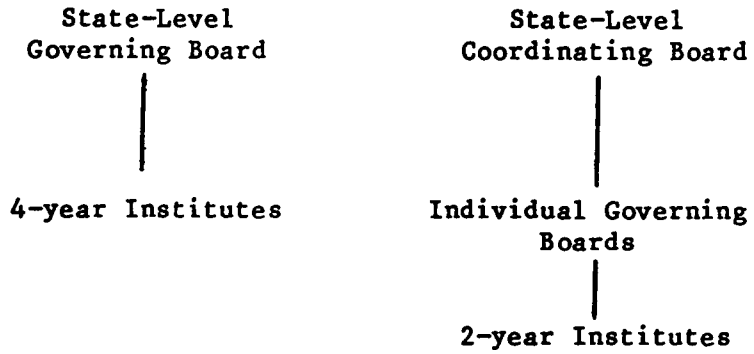 State-Level
Governing Board
4-year Institutes
State-Level
Coordinating Board
Individual Governing
Boards
2-year Institutes